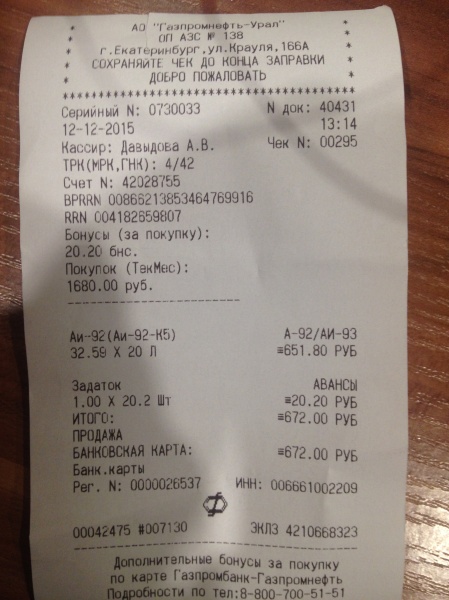 * * * * * * * * * * * * * * * * * * * *
* АО "Газпромнефть-Урал" *
* ОП АЗС № 138 *
* г.Екатеринбург,ул.Крауля,166А *
* СОХРАНЯЙТЕ ЧЕК ДО КОНЦА ЗАПРАВКИ *
* ДОБРО ПОЖАЛОВАТЬ *
****************************************
Серийный N: 0730033 N док: 40431
12-12-2015 13:14
Кассир: Давыдова А.В. Чек N: 00295
ТРК(МРК,ГНК): 4/42
Счет N: 42028755
BPRRN 00866213853464769916
RRN 004182659807
Бонусы (за покупку):
20.20 бнс.
Покупок (ТекМес):
1680.00 руб.
Аи-92(Аи-92-К5) А-92/АИ-93
32.59 X 20 Л ≡651.80 РУБ
Задаток АВАНСЫ
1.00 X 20.2 Шт ≡20.20 РУБ
ИТОГО: ≡672.00 РУБ
ПРОДАЖА
БАНКОВСКАЯ КАРТА: ≡672.00 РУБ
Банк.карты
Рег. N: 0000026537 ИНН: 006661002209
00042475 #007130 ЭКЛЗ 4210668323
Дополнительные бонусы за покупку
по карте Газпромбанк-Газпромнефть
Подробности по тел:8-800-700-51-51